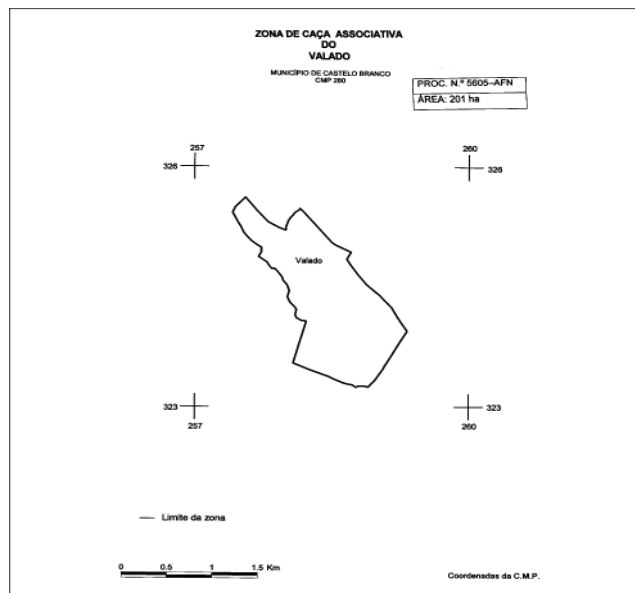 ZONA DE CAÇA ASSOCIATIVA
DO
VALADO
MUNICÍPIO DE CASTELO BRANCO
CMP 280
PROC. N.º 5605–AFN
ÁREA: 201 ha
257
260
326
326
Valado
323
323
257
260
Limite da zona
0 0.5 1 1.5 Km
Coordenadas da C.M.P.